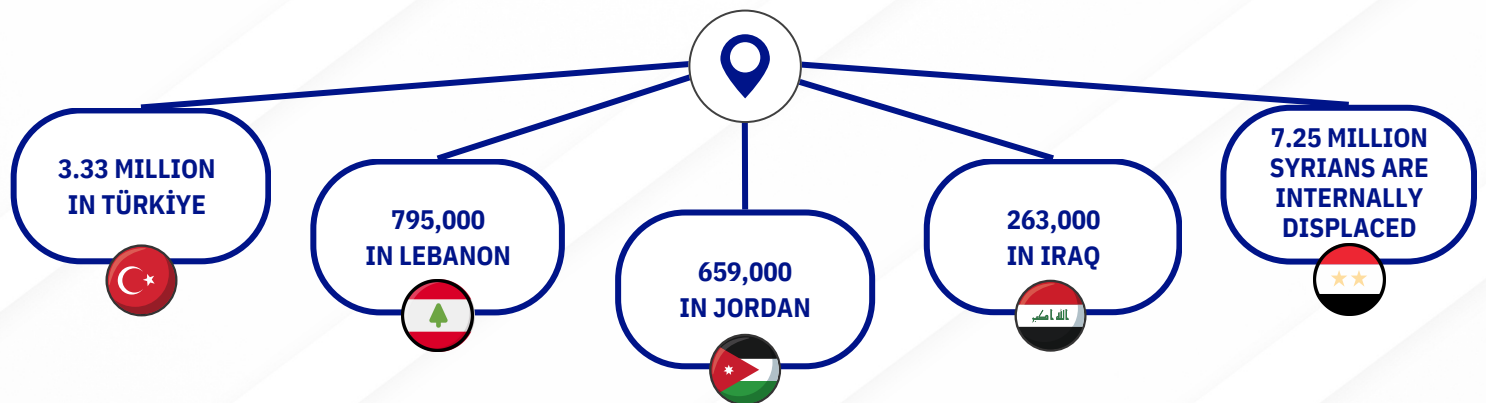 3.33 MILLION
IN TÜRKİYE
795,000
IN LEBANON
659,000
IN JORDAN
263,000
IN IRAQ
7.25 MILLION
SYRIANS ARE
INTERNALLY
DISPLACED